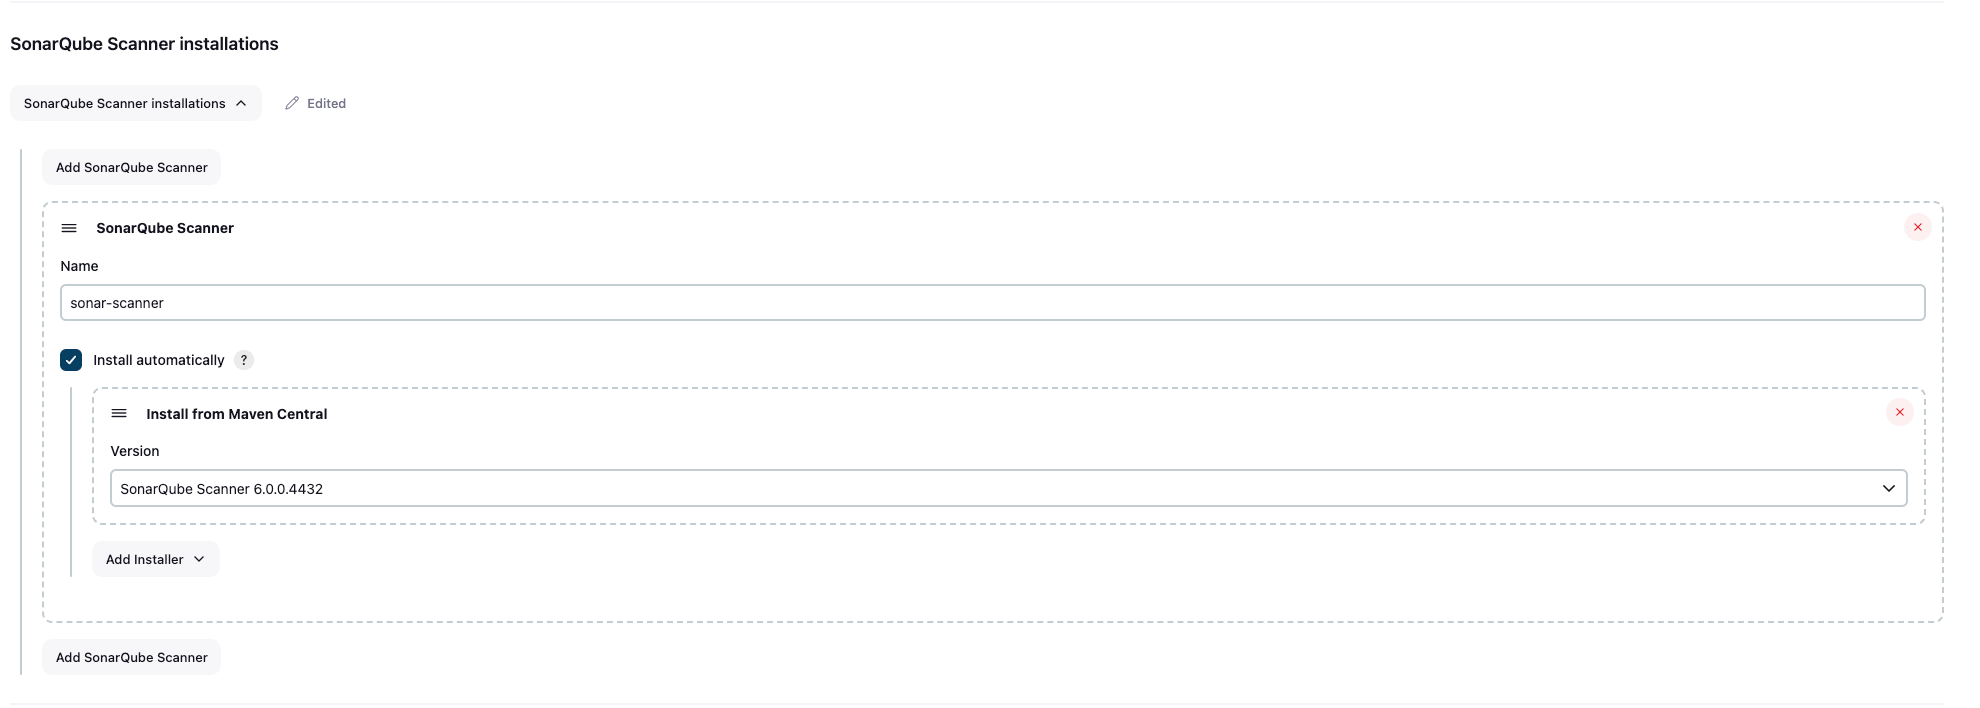 SonarQube Scanner installations
SonarQube Scanner installations
Edited
Add SonarQube Scanner
SonarQube Scanner
Name
sonar-scanner
Install automatically ?
Install from Maven Central
Version
SonarQube Scanner 6.0.0.4432
Add Installer
Add SonarQube Scanner